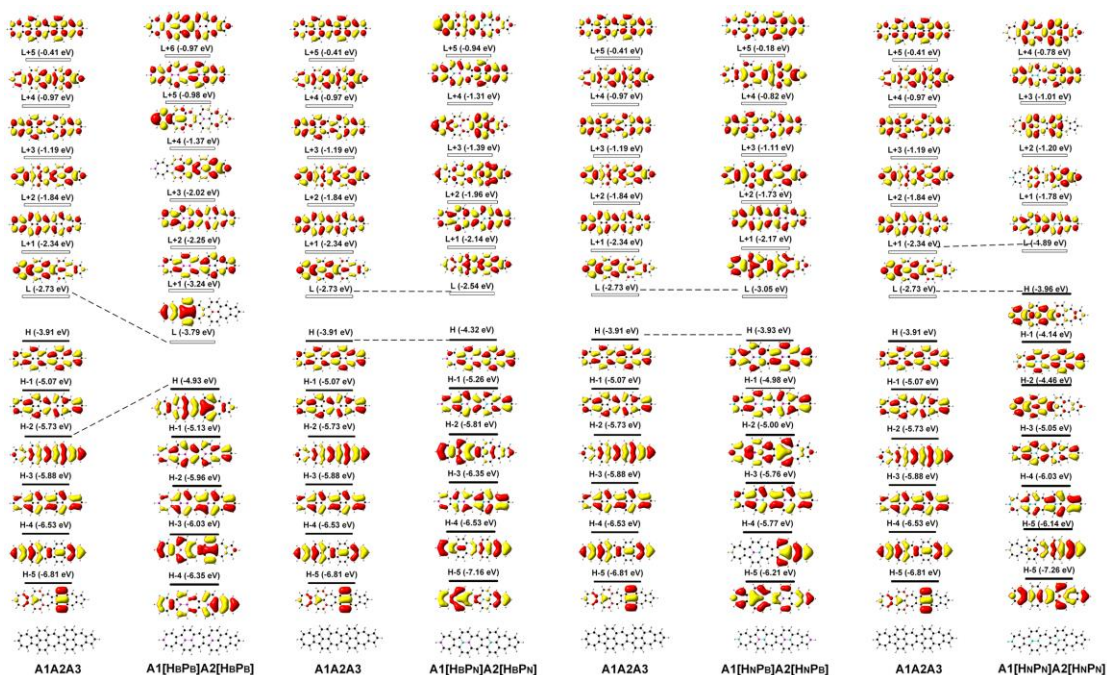 L+5 (-0.41 eV)
L+4 (-0.97 eV)
L+3 (-1.19 eV)
L+2 (-1.84 eV)
L+1 (-2.34 eV)
L (-2.73 eV)
H (-3.91 eV)
H-1 (-5.07 eV)
H-2 (-5.73 eV)
H-3 (-5.88 eV)
H-4 (-6.53 eV)
H-5 (-6.81 eV)
A1A2A3
L+6 (-0.97 eV)
L+5 (-0.98 eV)
L+4 (-1.37 eV)
L+3 (-2.02 eV)
L+2 (-2.25 eV)
L+1 (-3.24 eV)
L (-3.79 eV)
H (-4.93 eV)
H-1 (-5.13 eV)
H-2 (-5.96 eV)
H-3 (-6.03 eV)
H-4 (-6.35 eV)
A1[HBPB]A2[HBPB]
L+5 (-0.41 eV)
L+4 (-0.97 eV)
L+3 (-1.19 eV)
L+2 (-1.84 eV)
L+1 (-2.34 eV)
L (-2.73 eV)
H (-3.91 eV)
H-1 (-5.07 eV)
H-2 (-5.73 eV)
H-3 (-5.88 eV)
H-4 (-6.53 eV)
H-5 (-6.81 eV)
A1A2A3
L+5 (-0.94 eV)
L+4 (-1.31 eV)
L+3 (-1.39 eV)
L+2 (-1.96 eV)
L+1 (-2.14 eV)
L (-2.54 eV)
H (-4.32 eV)
H-1 (-5.26 eV)
H-2 (-5.81 eV)
H-3 (-6.35 eV)
H-4 (-6.53 eV)
H-5 (-7.16 eV)
A1[HBPN]A2[HBPN]
L+5 (-0.41 eV)
L+4 (-0.97 eV)
L+3 (-1.19 eV)
L+2 (-1.84 eV)
L+1 (-2.34 eV)
L (-2.73 eV)
H (-3.91 eV)
H-1 (-5.07 eV)
H-2 (-5.73 eV)
H-3 (-5.88 eV)
H-4 (-6.53 eV)
H-5 (-6.81 eV)
A1A2A3
L+5 (-0.18 eV)
L+4 (-0.82 eV)
L+3 (-1.11 eV)
L+2 (-1.73 eV)
L+1 (-2.17 eV)
L (-3.05 eV)
H (-3.93 eV)
H-1 (-4.98 eV)
H-2 (-5.00 eV)
H-3 (-5.76 eV)
H-4 (-5.77 eV)
H-5 (-6.21 eV)
A1[HNPB]A2[HNPB]
L+5 (-0.41 eV)
L+4 (-0.97 eV)
L+3 (-1.19 eV)
L+2 (-1.84 eV)
L+1 (-2.34 eV)
L (-2.73 eV)
H (-3.91 eV)
H-1 (-5.07 eV)
H-2 (-5.73 eV)
H-3 (-5.88 eV)
H-4 (-6.53 eV)
H-5 (-6.81 eV)
A1A2A3
L+4 (-0.78 eV)
L+3 (-1.01 eV)
L+2 (-1.20 eV)
L+1 (-1.78 eV)
L (-4.89 eV)
H (-3.96 eV)
H-1 (-4.14 eV)
H-2 (-4.46 eV)
H-3 (-5.05 eV)
H-4 (-6.03 eV)
H-5 (-6.14 eV)
H-5 (-7.26 eV)
A1[HNPN]A2[HNPN]